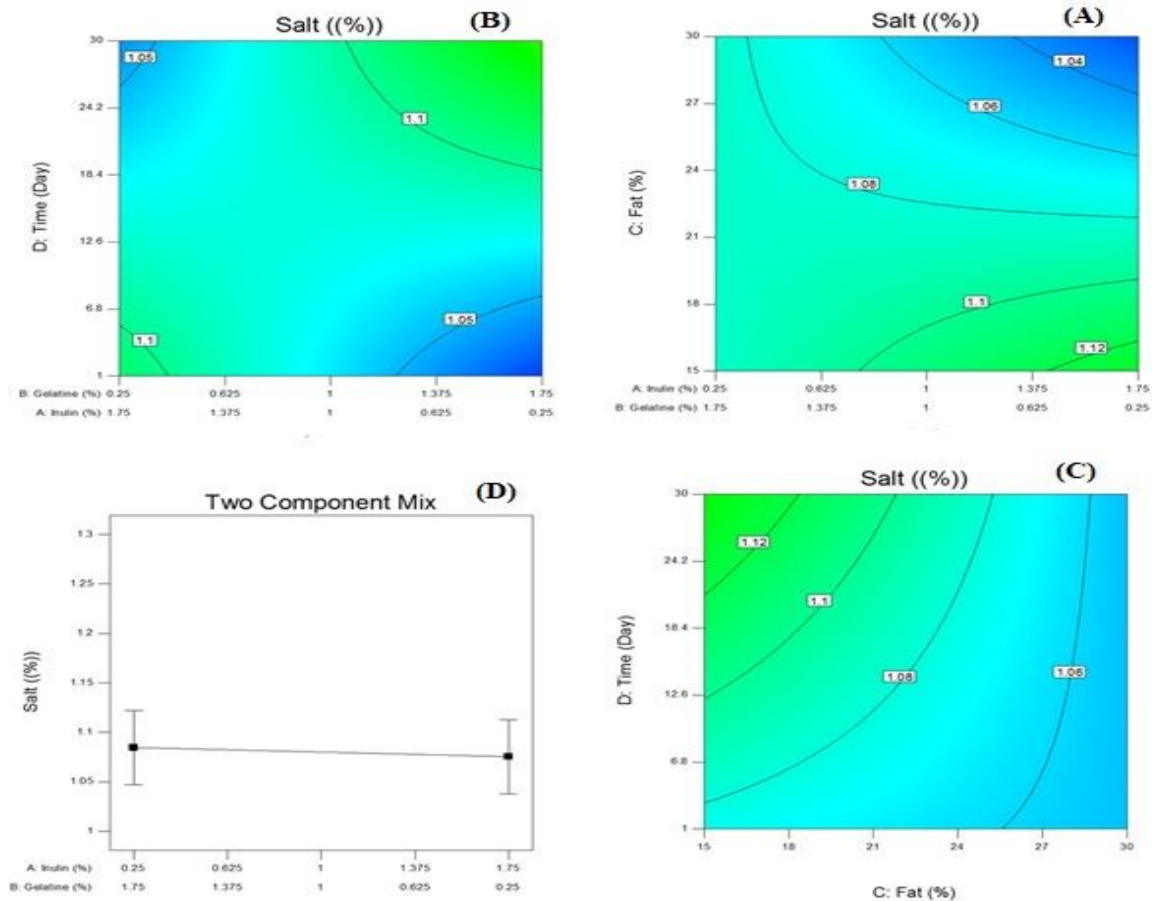 Salt ((%)) (B)
D: Time (Day)
30
24.2
18.4
12.6
6.8
1
1.05
1.1
1.1
1.05
B: Gelatine (%) 0.25 0.625 1 1.375 1.75
A: Inulin (%) 1.75 1.375 1 0.625 0.25
Salt ((%)) (A)
C: Fat (%)
30
27
24
21
18
15
1.04
1.06
1.08
1.1
1.12
A: Inulin (%) 0.25 0.625 1 1.375 1.75
B: Gelatine (%) 1.75 1.375 1 0.625 0.25
Two Component Mix (D)
Salt ((%))
1.3
1.25
1.2
1.15
1.1
1.05
1
A: Inulin (%) 0.25 0.625 1 1.375 1.75
B: Gelatine (%) 1.75 1.375 1 0.625 0.25
Salt ((%)) (C)
D: Time (Day)
30
24.2
18.4
12.6
6.8
1
1.12
1.1
1.08
1.06
15 18 21 24 27 30
C: Fat (%)